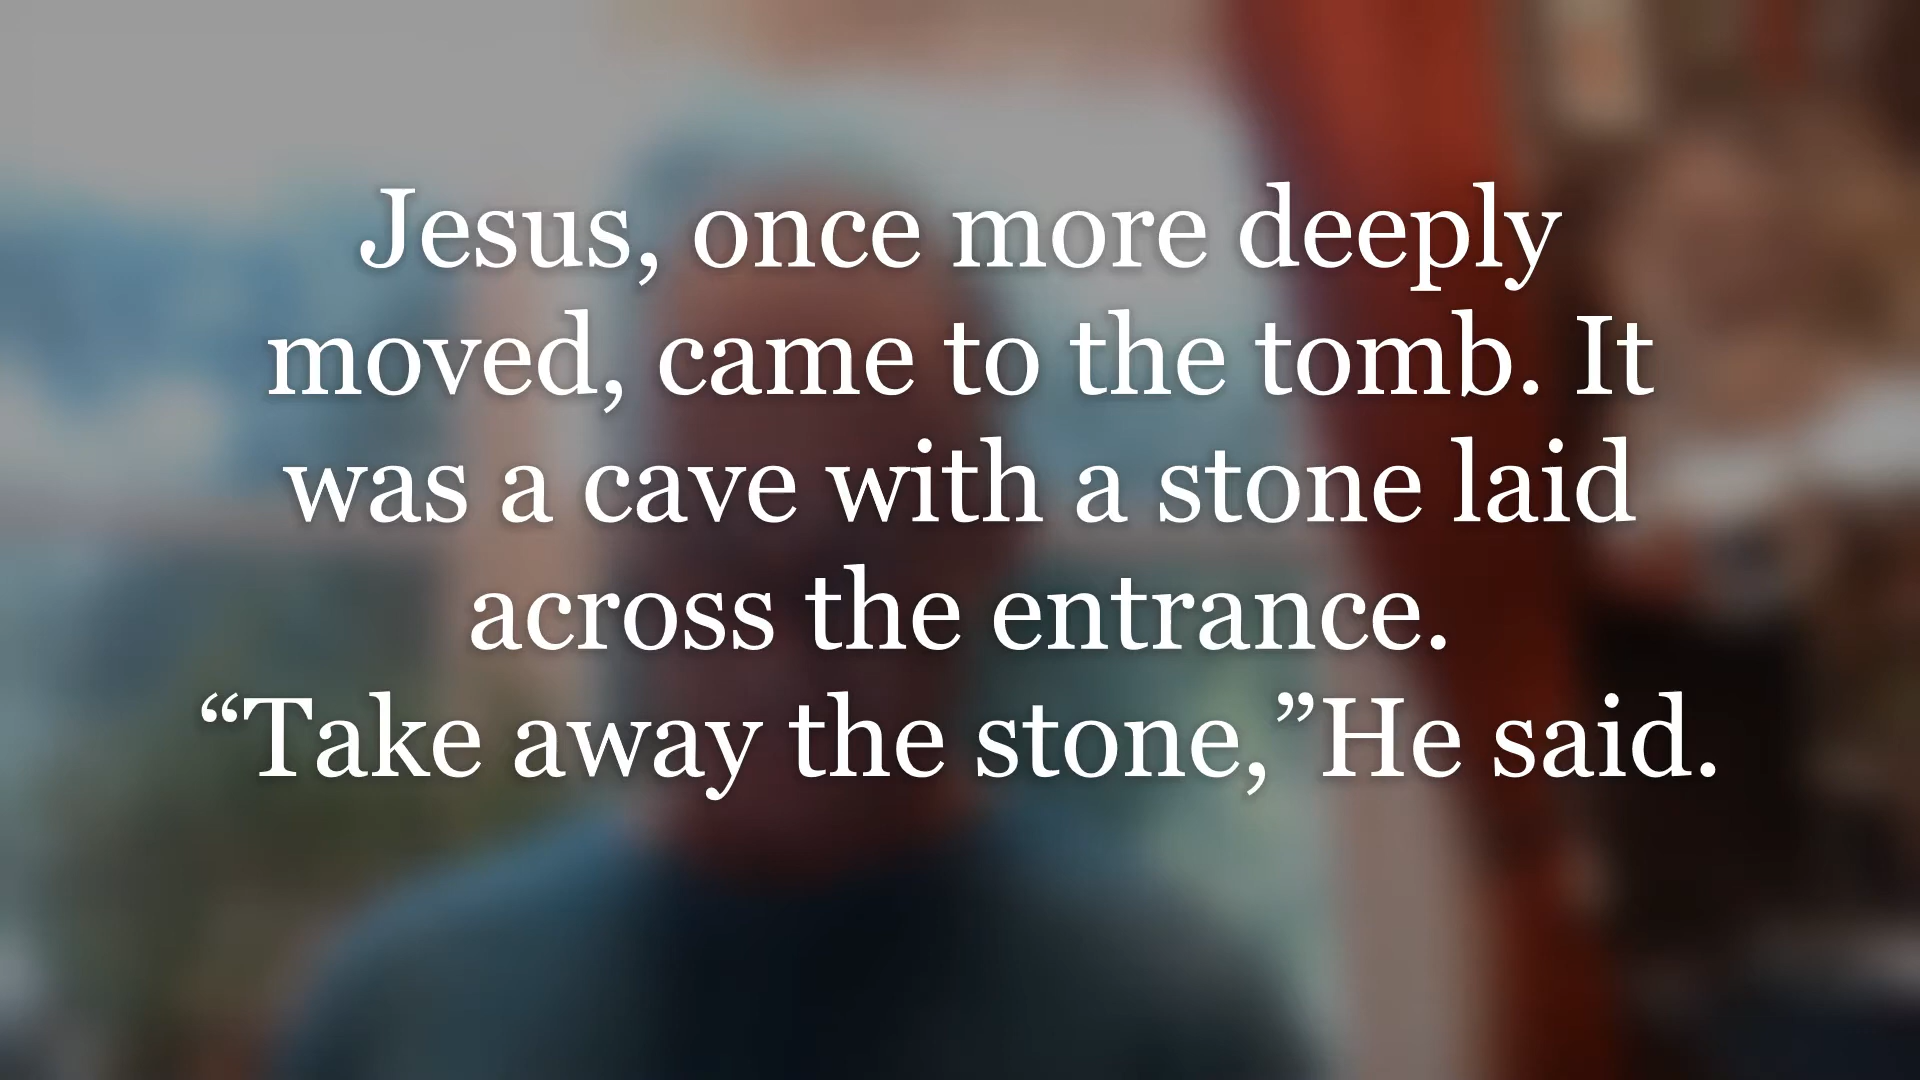 Jesus, once more deeply
moved, came to the tomb. It
was a cave with a stone laid
across the entrance.
“Take away the stone,”He said.